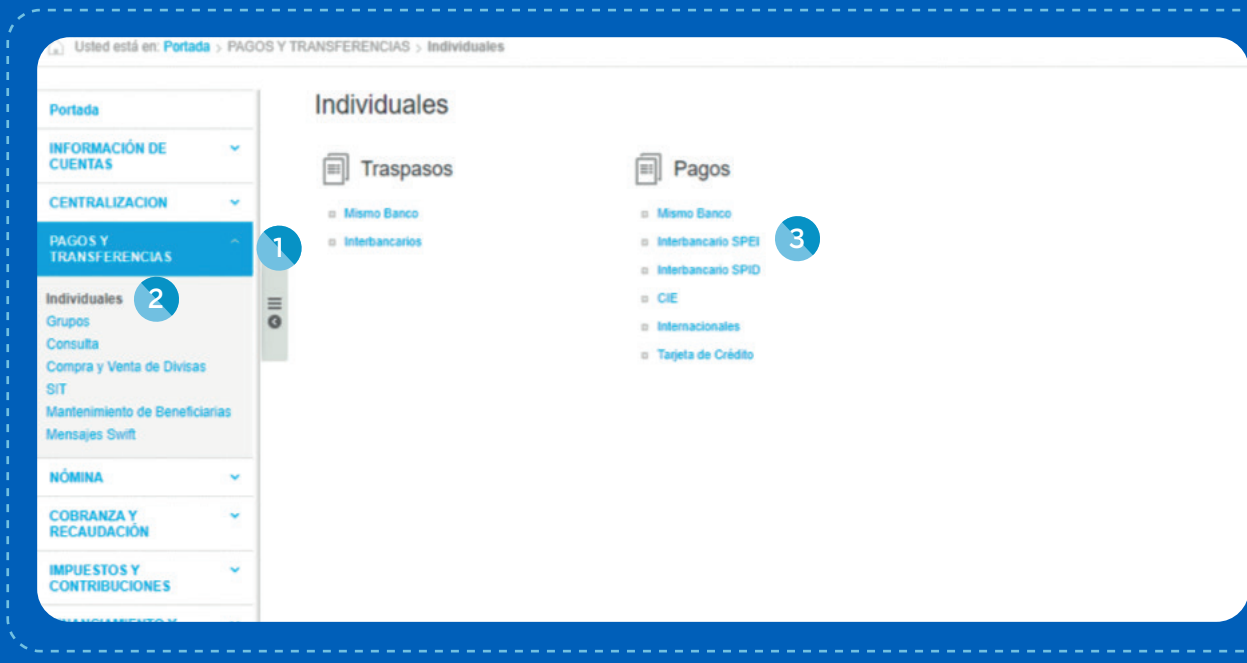 Usted está en: Portada > PAGOS Y TRANSFERENCIAS > Individuales
Portada
INFORMACIÓN DE
CUENTAS
CENTRALIZACION
PAGOS Y
TRANSFERENCIAS
1
Individuales
2
Grupos
Consulta
Compra y Venta de Divisas
SIT
Mantenimiento de Beneficiarias
Mensajes Swift
NÓMINA
COBRANZA Y
RECAUDACIÓN
IMPUESTOS Y
CONTRIBUCIONES
Individuales
Traspasos
Mismo Banco
Interbancarios
Pagos
Mismo Banco
Interbancario SPEI
3
Interbancario SPID
CIE
Internacionales
Tarjeta de Crédito